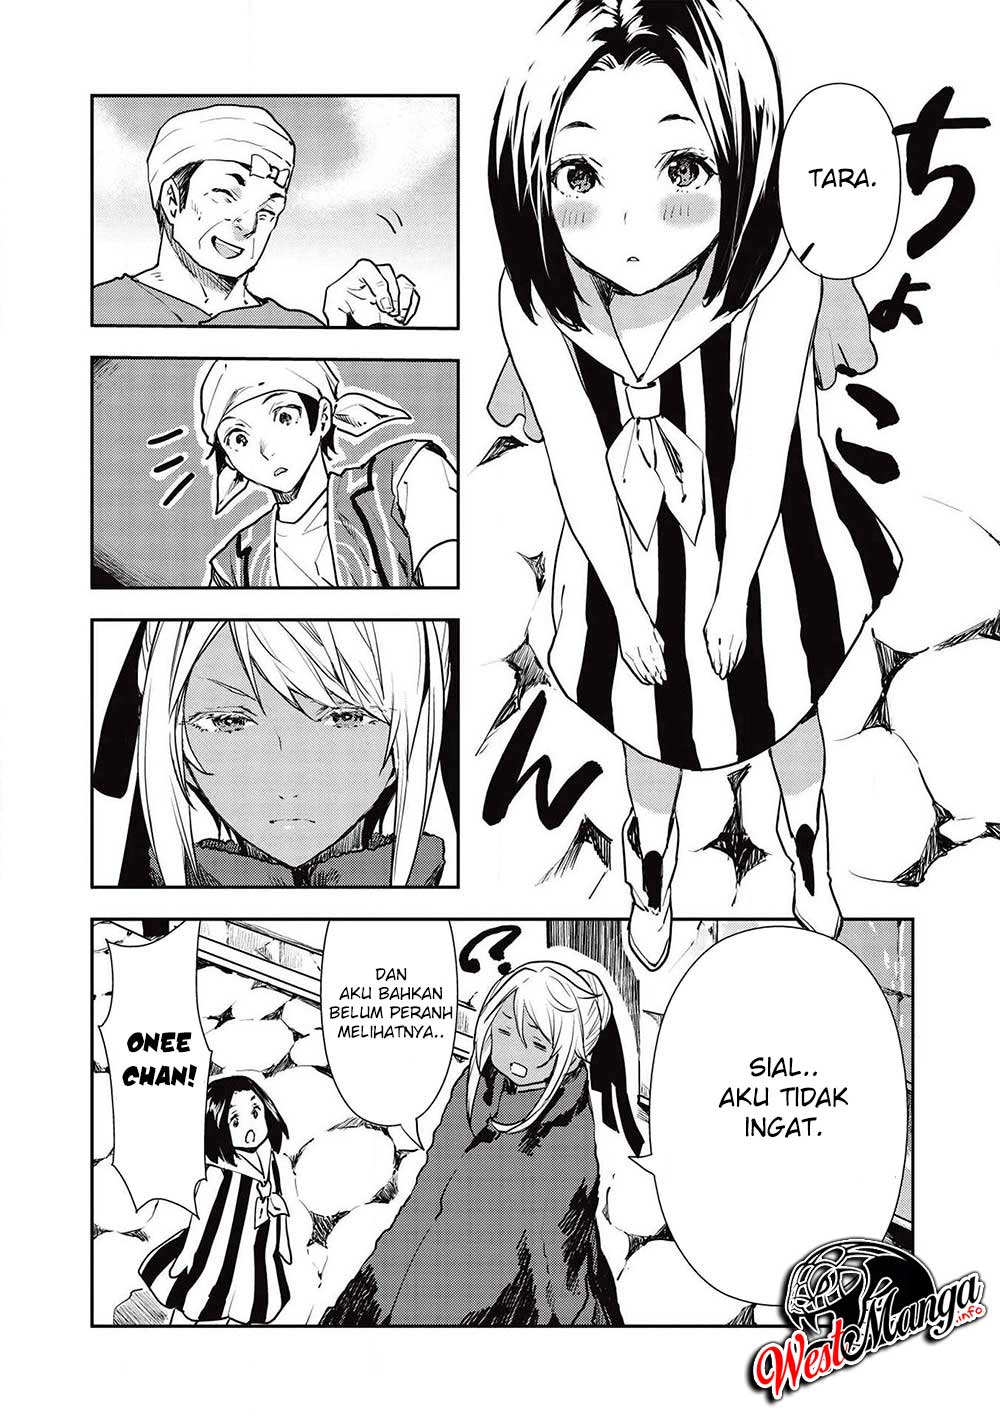 TARA.
ちょこん
SIAL..
AKU TIDAK
INGAT.
DAN
AKU BAHKAN
BELUM PERANH
MELIHATNYA..
?
ONEE
CHAN!
WestManga
.info